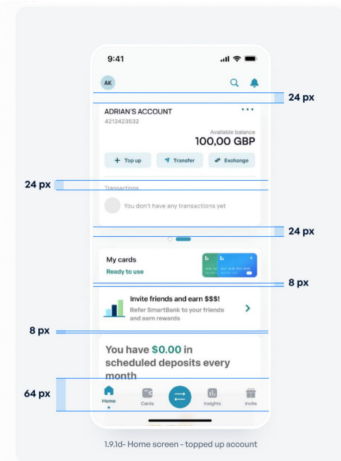 9:41
AK
24 px
ADRIAN'S ACCOUNT
4212423532
Available balance
100,00 GBP
Top up
Transfer
Exchange
24 px
Transactions
You don't have any transactions yet
24 px
My cards
Ready to use
8 px
Invite friends and earn $$$!
Refer SmartBank to your friends
and earn rewards
8 px
You have $0.00 in
scheduled deposits every
month
64 px
Home
Cards
Insights
Invite
1.9.1d- Home screen - topped up account